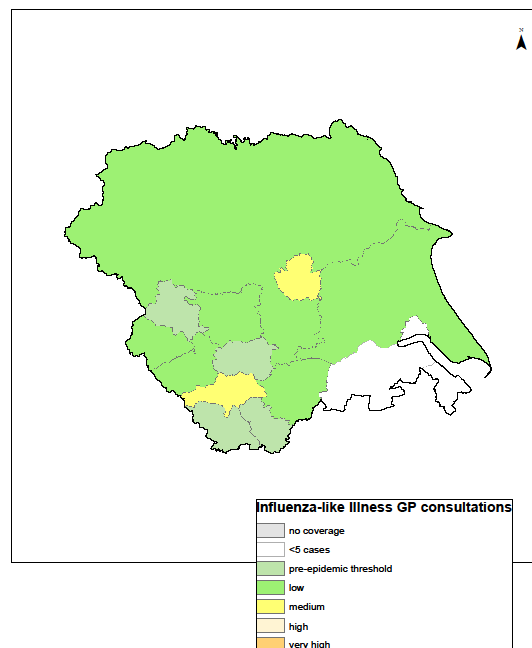 N
Influenza-like Illness GP consultations
no coverage
<5 cases
pre-epidemic threshold
low
medium
high
very high